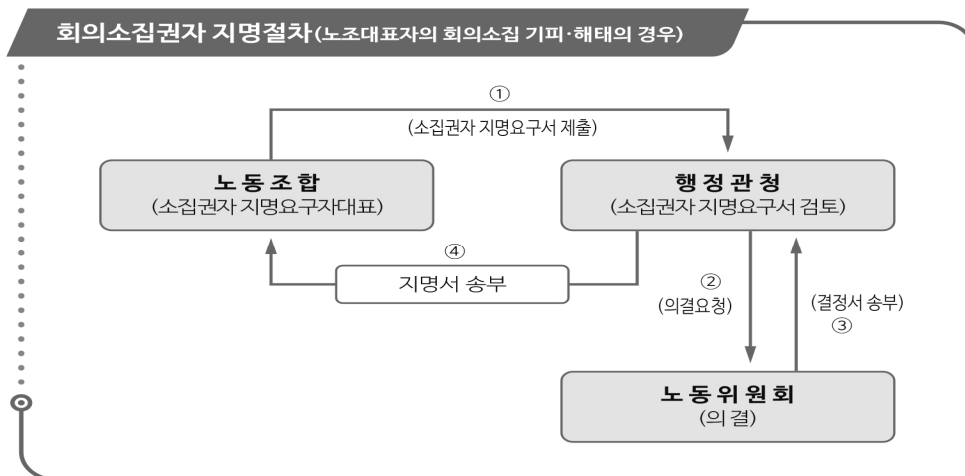 회의소집권자 지명절차(노조대표자의 회의소집 기피·해태의 경우)
①
(소집권자 지명요구서 제출)
노동조합
(소집권자 지명요구자대표)
행정관청
(소집권자 지명요구서 검토)
④
지명서 송부
②
(의결요청)
(결정서 송부)
③
노동위원회
(의결)